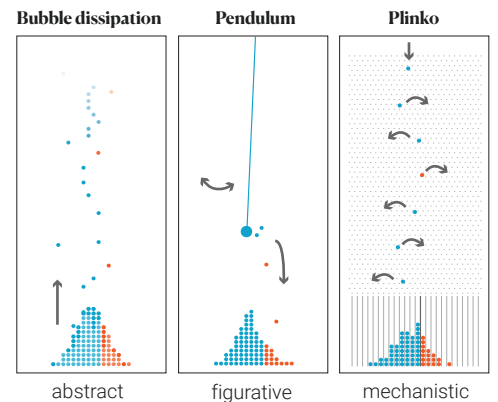 Bubble dissipation
Pendulum
Plinko
abstract
figurative
mechanistic